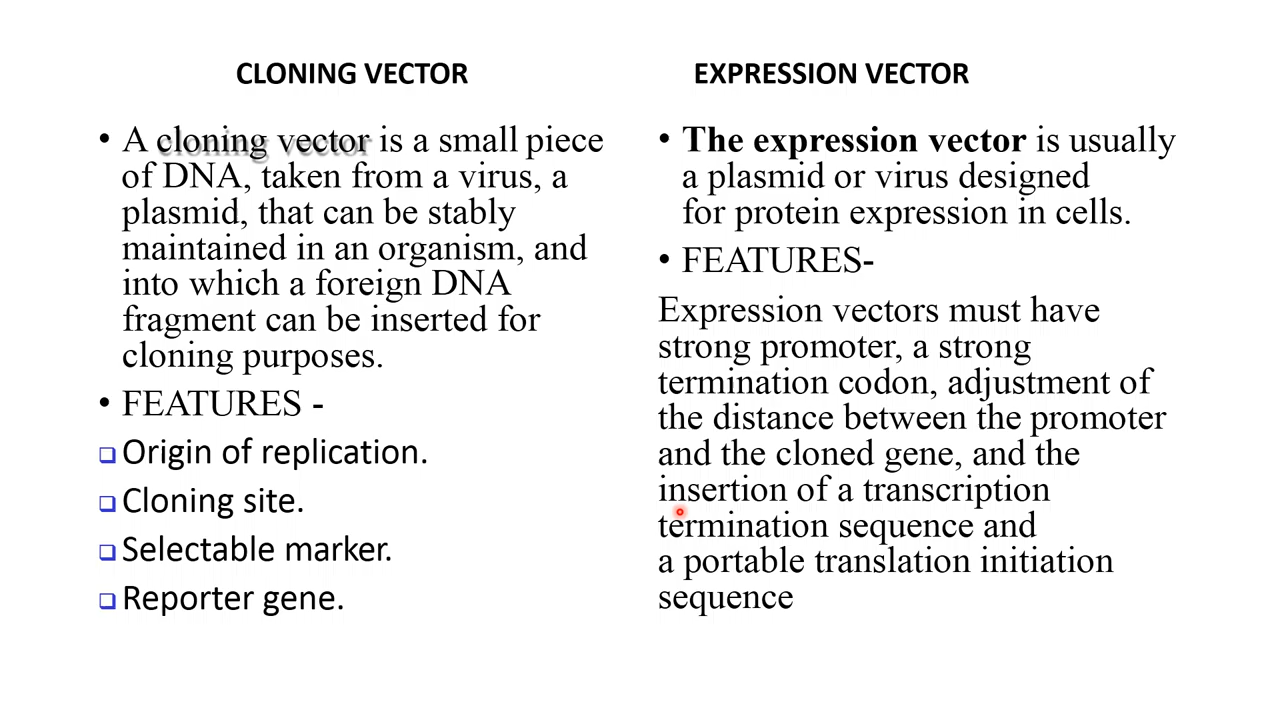 CLONING VECTOR
• A cloning vector is a small piece
of DNA, taken from a virus, a
plasmid, that can be stably
maintained in an organism, and
into which a foreign DNA
fragment can be inserted for
cloning purposes.
• FEATURES -
❑ Origin of replication.
❑ Cloning site.
❑ Selectable marker.
❑ Reporter gene.
EXPRESSION VECTOR
• The expression vector is usually
a plasmid or virus designed
for protein expression in cells.
• FEATURES-
Expression vectors must have
strong promoter, a strong
termination codon, adjustment of
the distance between the promoter
and the cloned gene, and the
insertion of a transcription
termination sequence and
a portable translation initiation
sequence